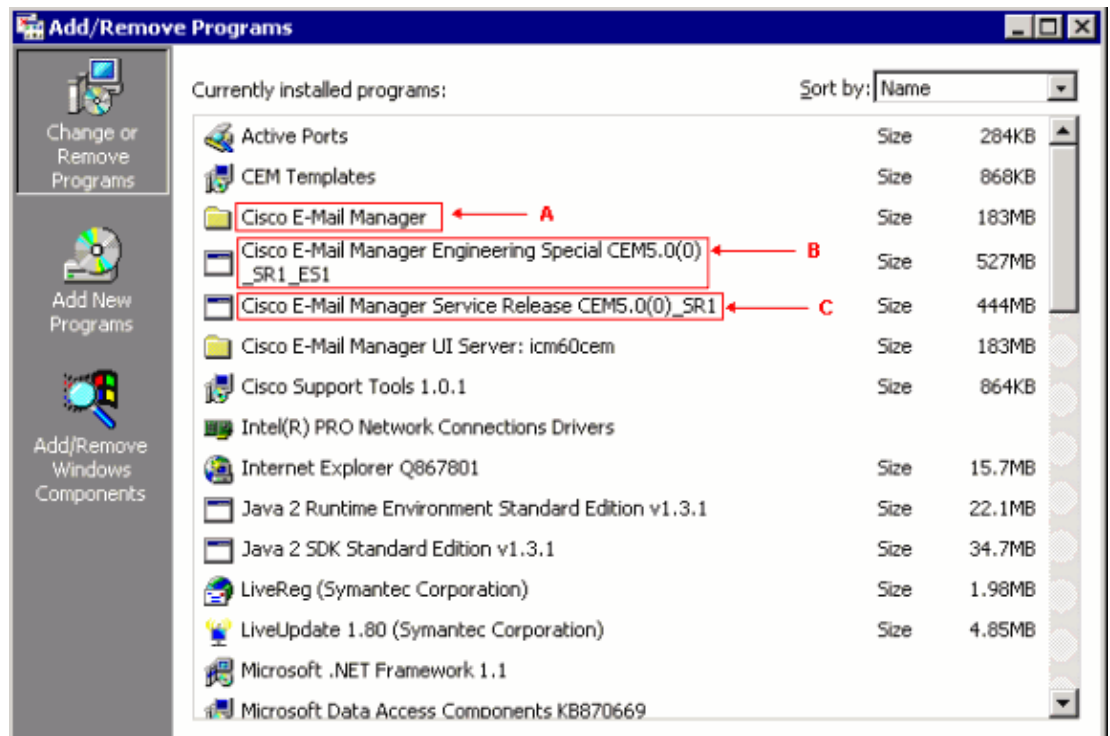 Add/Remove Programs
Change or
Remove
Programs
Add New
Programs
Add/Remove
Windows
Components
Currently installed programs:
Sort by: Name
Active Ports Size 284KB
CEM Templates Size 868KB
Cisco E-Mail Manager A Size 183MB
Cisco E-Mail Manager Engineering Special CEM5.0(0) B
_SR1_ES1 Size 527MB
Cisco E-Mail Manager Service Release CEM5.0(0)_SR1 C Size 444MB
Cisco E-Mail Manager UI Server: icm60cem Size 183MB
Cisco Support Tools 1.0.1 Size 864KB
Intel(R) PRO Network Connections Drivers
Internet Explorer Q867801 Size 15.7MB
Java 2 Runtime Environment Standard Edition v1.3.1 Size 22.1MB
Java 2 SDK Standard Edition v1.3.1 Size 34.7MB
LiveReg (Symantec Corporation) Size 1.98MB
LiveUpdate 1.80 (Symantec Corporation) Size 4.85MB
Microsoft .NET Framework 1.1
Microsoft Data Access Components KB870669